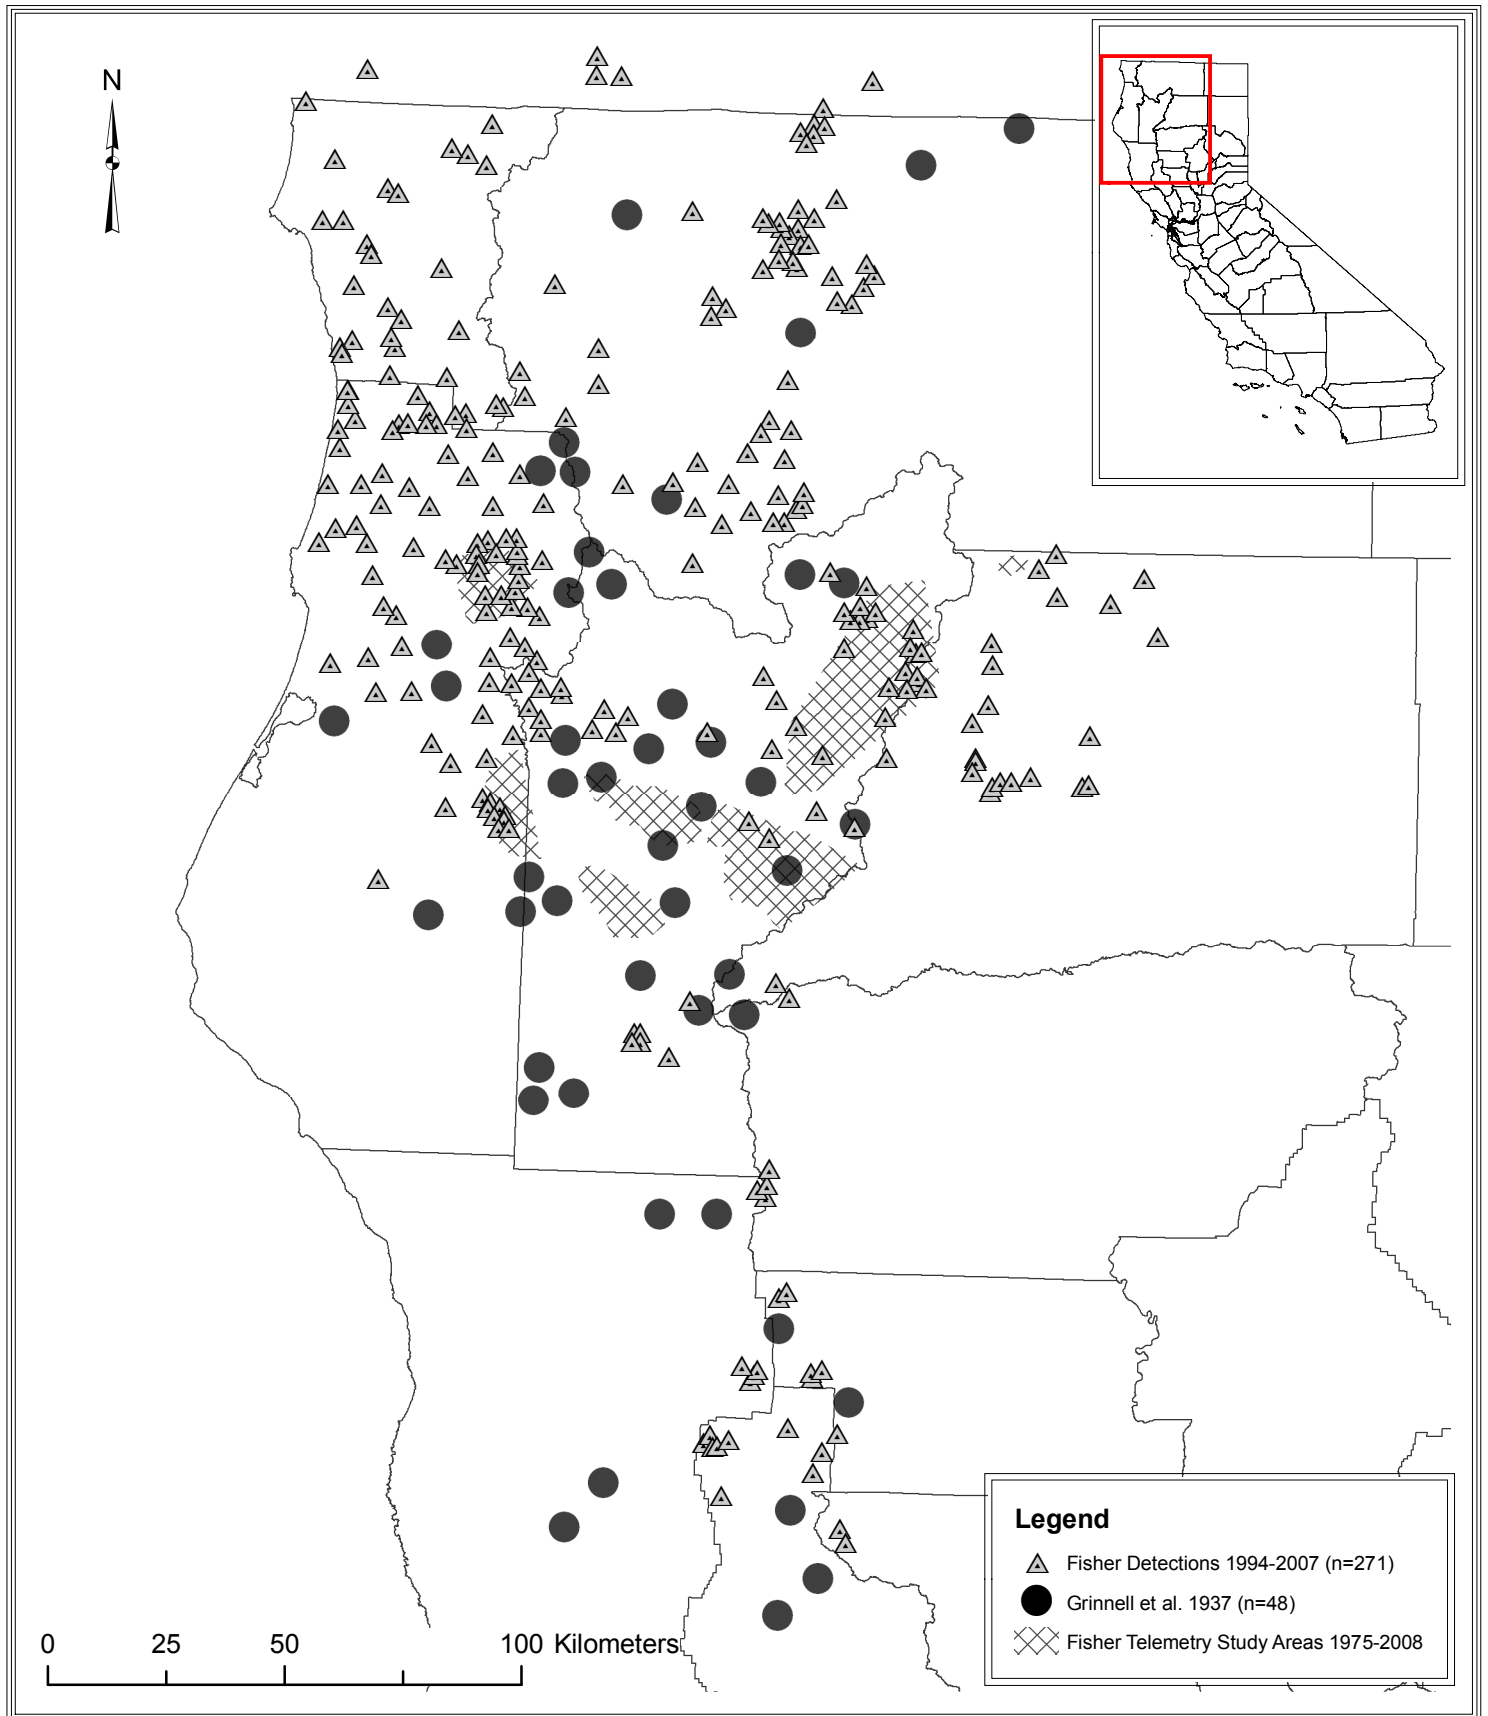 N
Legend
Fisher Detections 1994-2007 (n=271)
Grinnell et al. 1937 (n=48)
Fisher Telemetry Study Areas 1975-2008
0 25 50 100 Kilometers